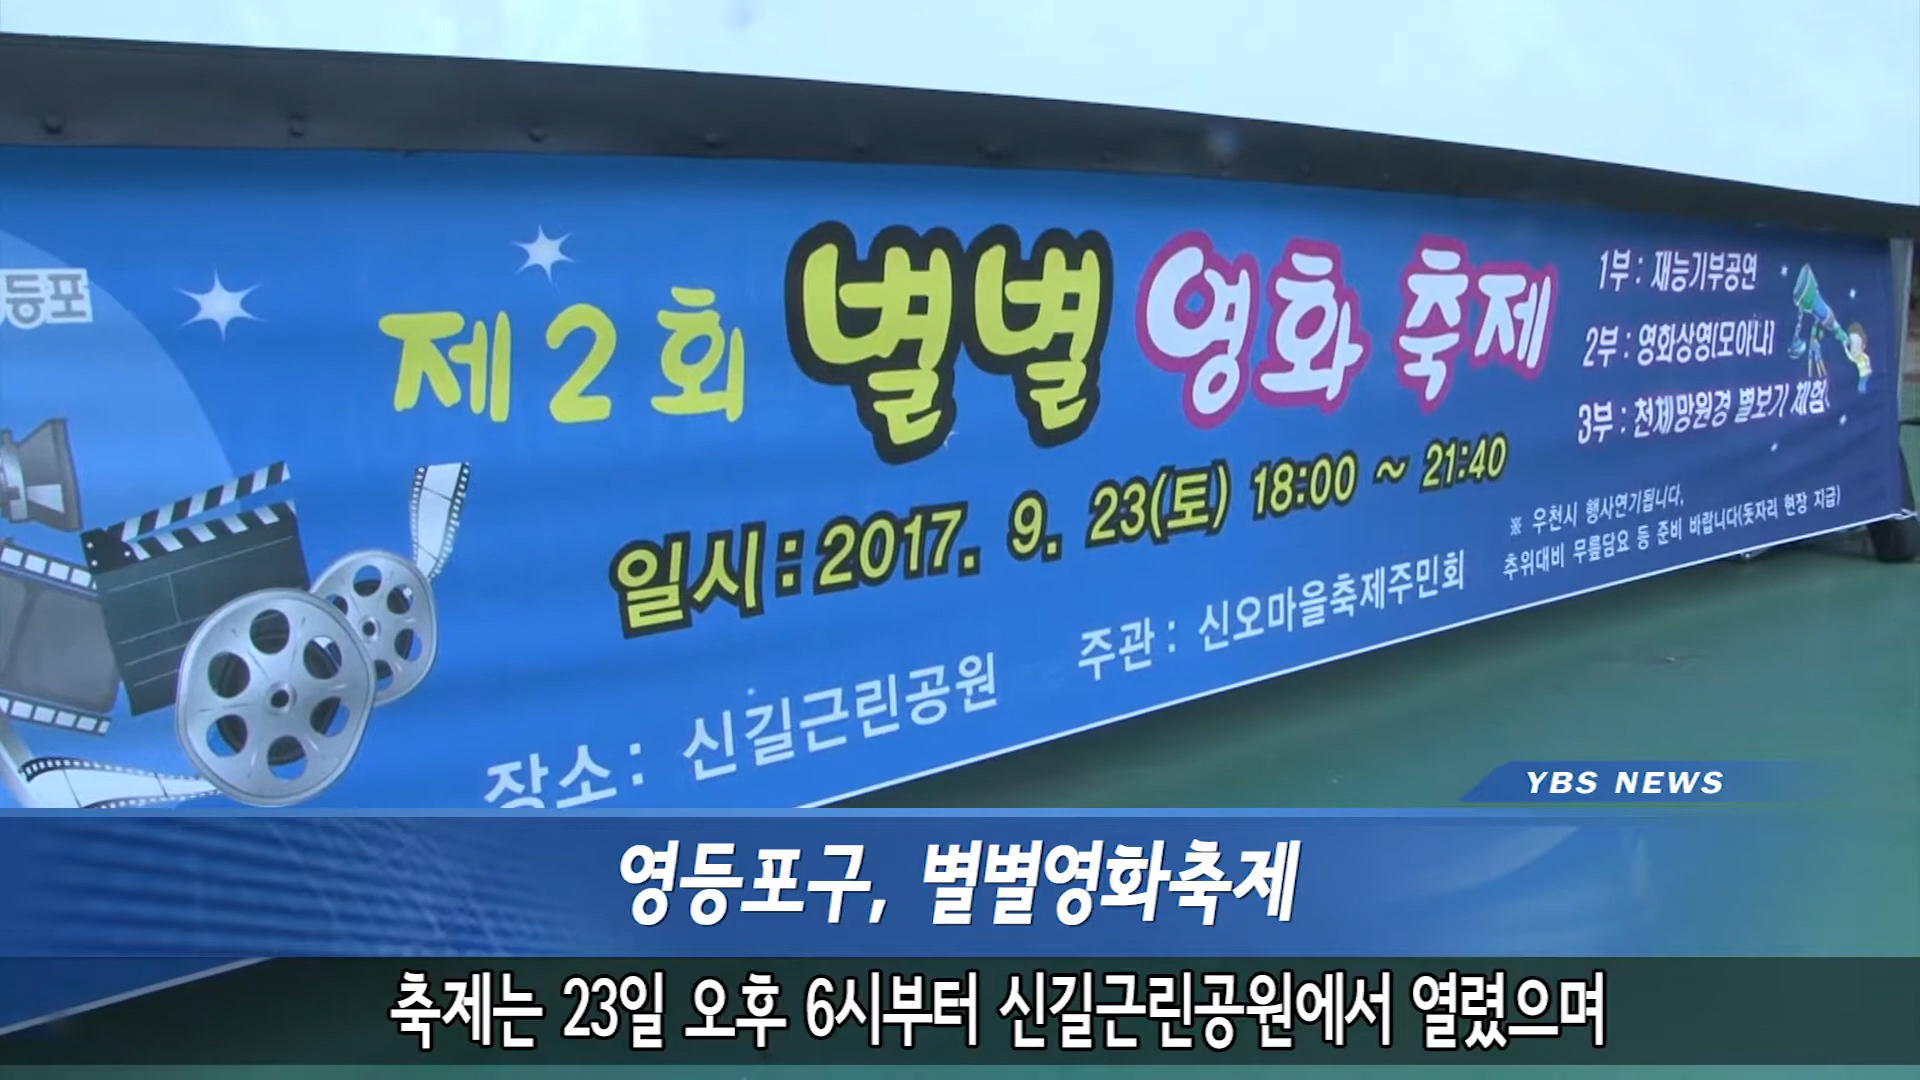 등포
제2회 별별 영화 축제
일시 : 2017. 9. 23(토) 18:00 ~ 21:40
장소 : 신길근린공원 주관 : 신오마을축제주민회
1부 : 재능기부공연
2부 : 영화상영(모아나)
3부 : 천체망원경 별보기 체험
※ 우천시 행사연기됩니다.
추위대비 무릎담요 등 준비 바랍니다(돗자리 현장 지급)
YBS NEWS
영등포구, 별별영화축제
축제는 23일 오후 6시부터 신길근린공원에서 열렸으며